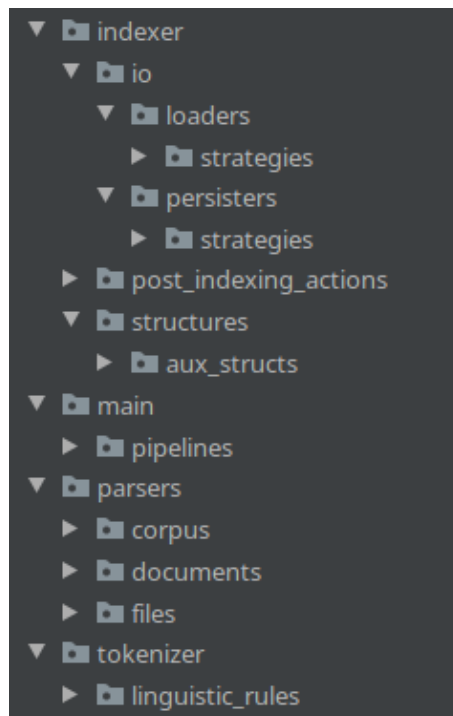 indexer
io
loaders
strategies
persisters
strategies
post_indexing_actions
structures
aux_structs
main
pipelines
parsers
corpus
documents
files
tokenizer
linguistic_rules